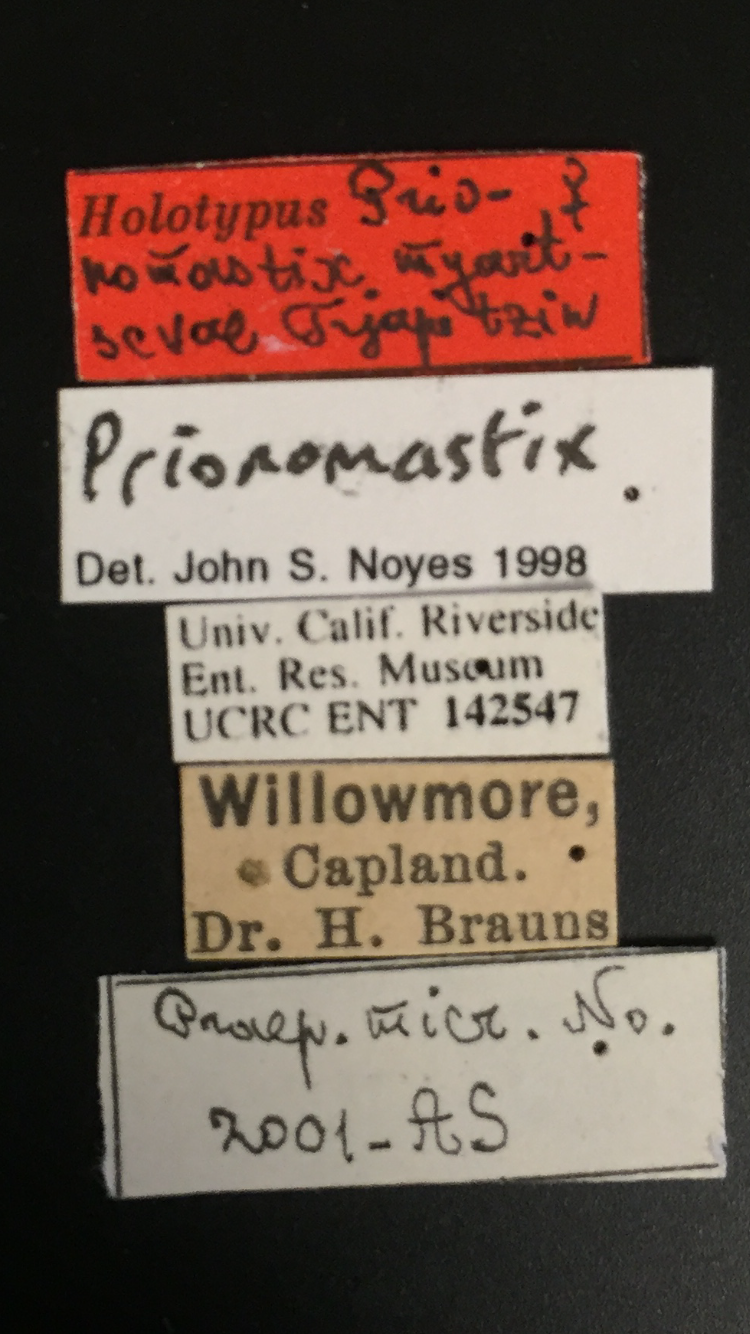 Holotypus Prio- ♀
nomastix myart-
sevae Tjapitzin
Prionomastix.
Det. John S. Noyes 1998
Univ. Calif. Riverside
Ent. Res. Museum
UCRC ENT 142547
Willowmore,
Capland.
Dr. H. Brauns
Praep. micr. No.
2001-AS